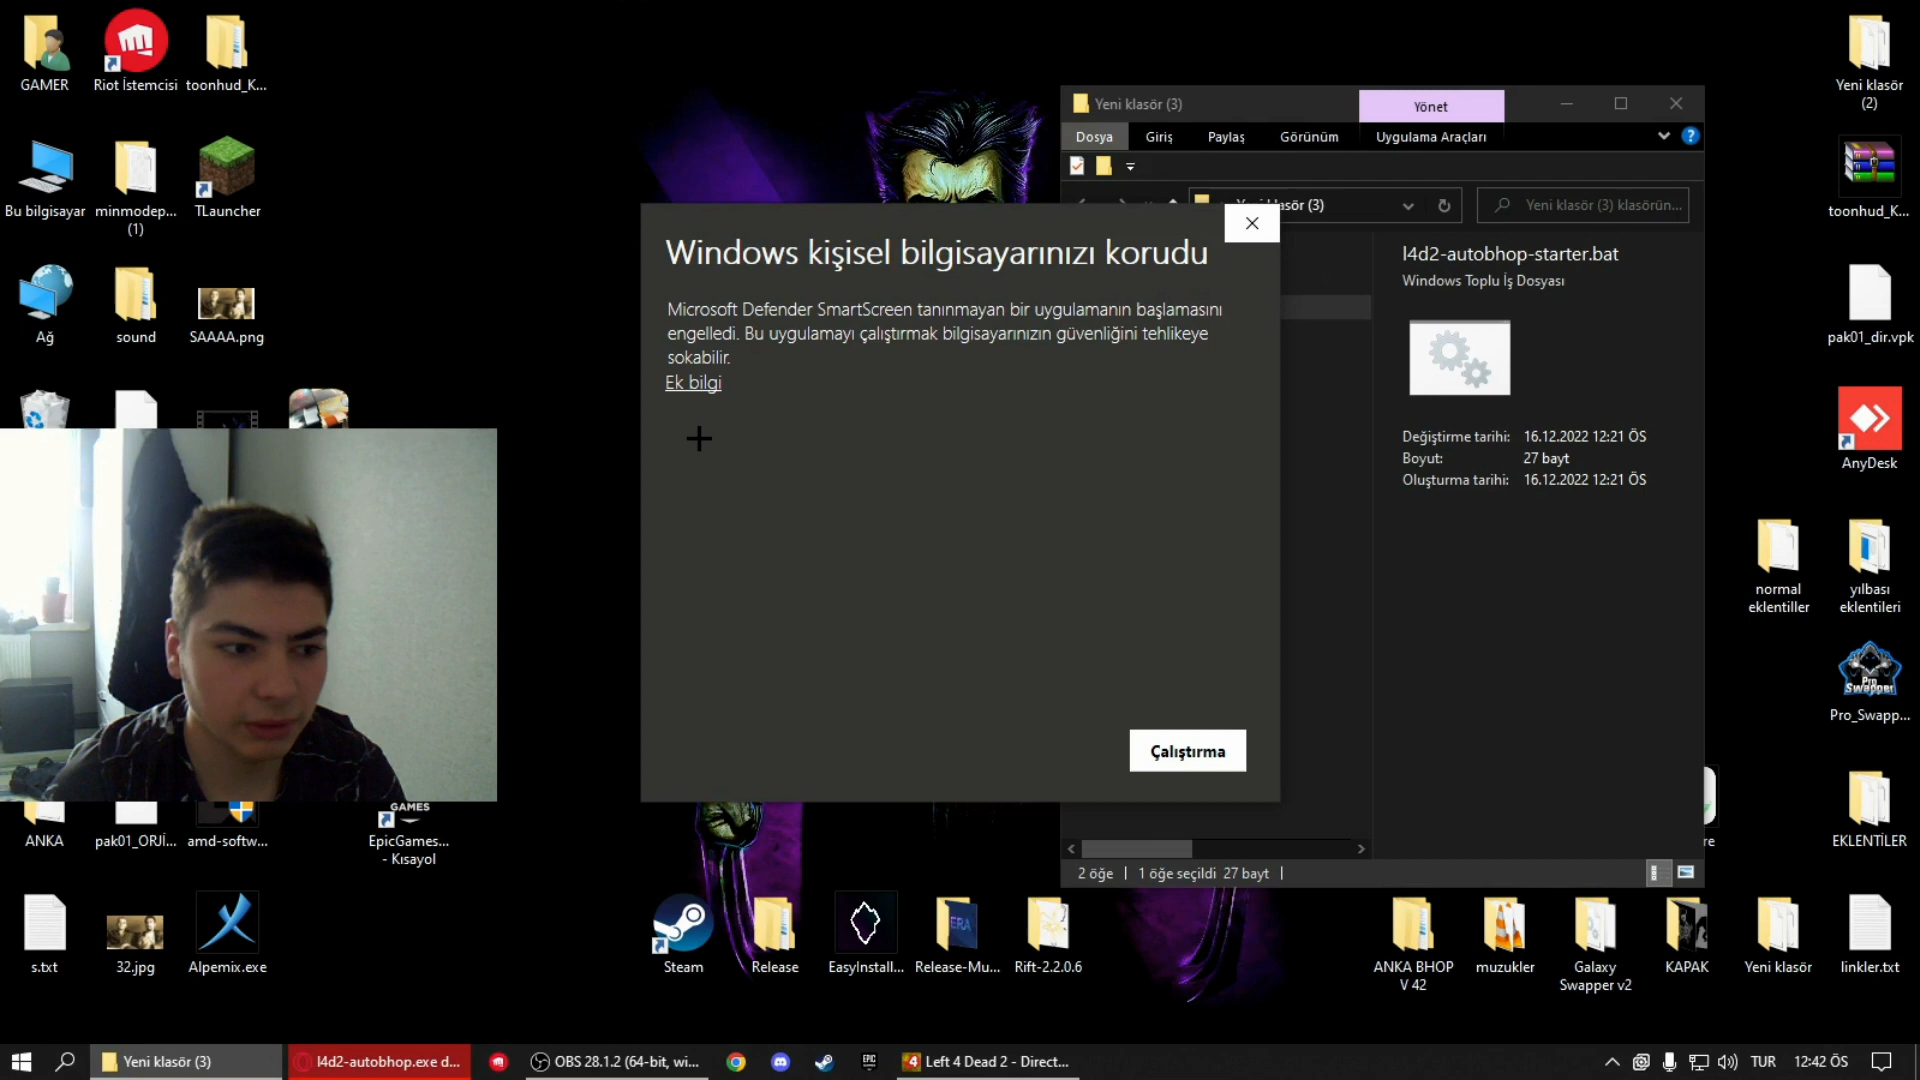 GAMER
Riot İstemcisi
toonhud_K...
Bu bilgisayar
minmodep...
(1)
TLauncher
Ağ
sound
SAAAA.png
ANKA
pak01_ORJİ...
amd-softw...
GAMES
EpicGames...
- Kısayol
s.txt
32.jpg
Alpemix.exe
Yeni klasör (3)
Yönet
Dosya
Giriş
Paylaş
Görünüm
Uygulama Araçları
Yeni klasör (3) klasörün...
Windows kişisel bilgisayarınızı korudu
Microsoft Defender SmartScreen tanınmayan bir uygulamanın başlamasını
engelledi. Bu uygulamayı çalıştırmak bilgisayarınızın güvenliğini tehlikeye
sokabilir.
Ek bilgi
Çalıştırma
l4d2-autobhop-starter.bat
Windows Toplu İş Dosyası
Değiştirme tarihi: 16.12.2022 12:21 ÖS
Boyut: 27 bayt
Oluşturma tarihi: 16.12.2022 12:21 ÖS
2 öğe
1 öğe seçildi 27 bayt
Yeni klasör
(2)
toonhud_K...
pak01_dir.vpk
AnyDesk
normal
eklentiller
yılbası
eklentileri
Pro Swapper
Pro_Swapp...
EKLENTİLER
Steam
Release
EasyInstall...
ERA
Release-Mu...
Rift-2.2.0.6
ANKA BHOP
V 42
muzukler
Galaxy
Swapper v2
KAPAK
Yeni klasör
linkler.txt
Yeni klasör (3)
l4d2-autobhop.exe d...
OBS 28.1.2 (64-bit, wi...
EPIC
Left 4 Dead 2 - Direct...
TUR
12:42 ÖS